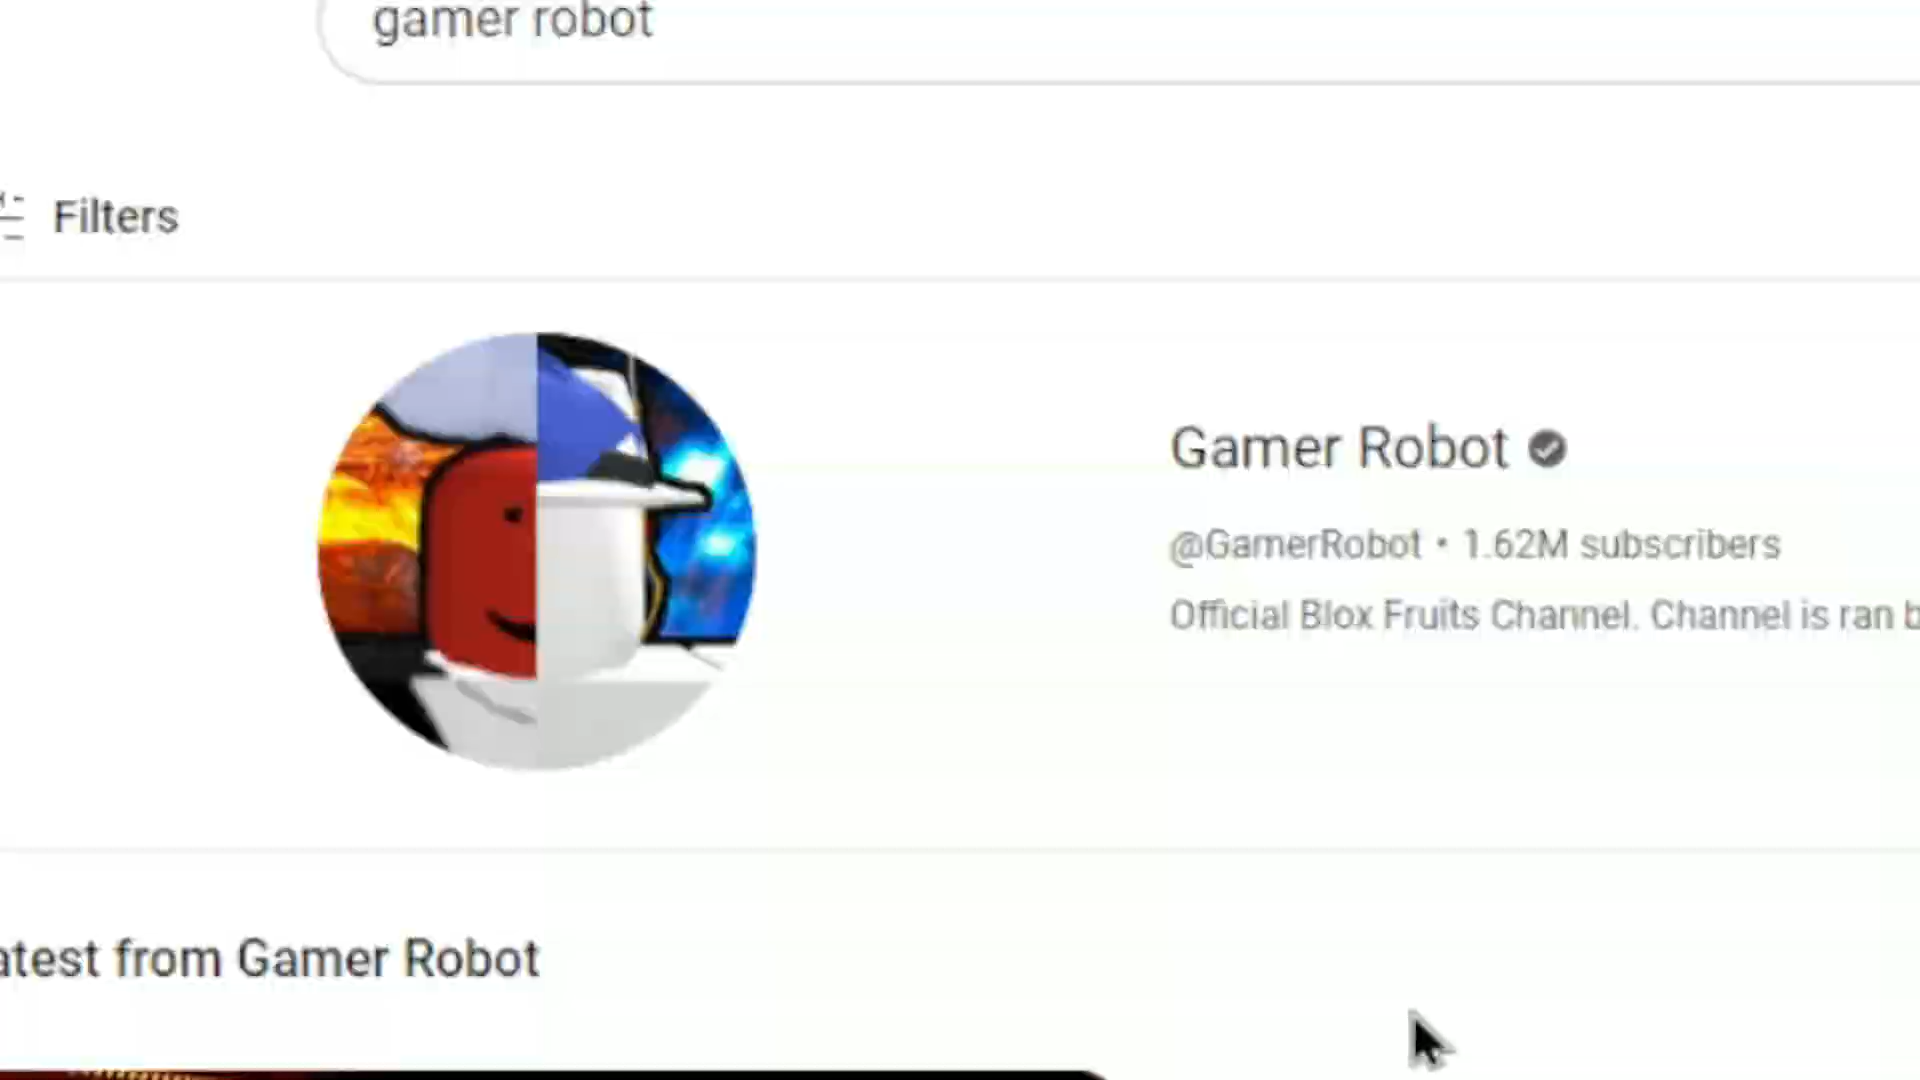 gamer robot
Filters
Gamer Robot
@GamerRobot • 1.62M subscribers
Official Blox Fruits Channel. Channel is ran
from Gamer Robot